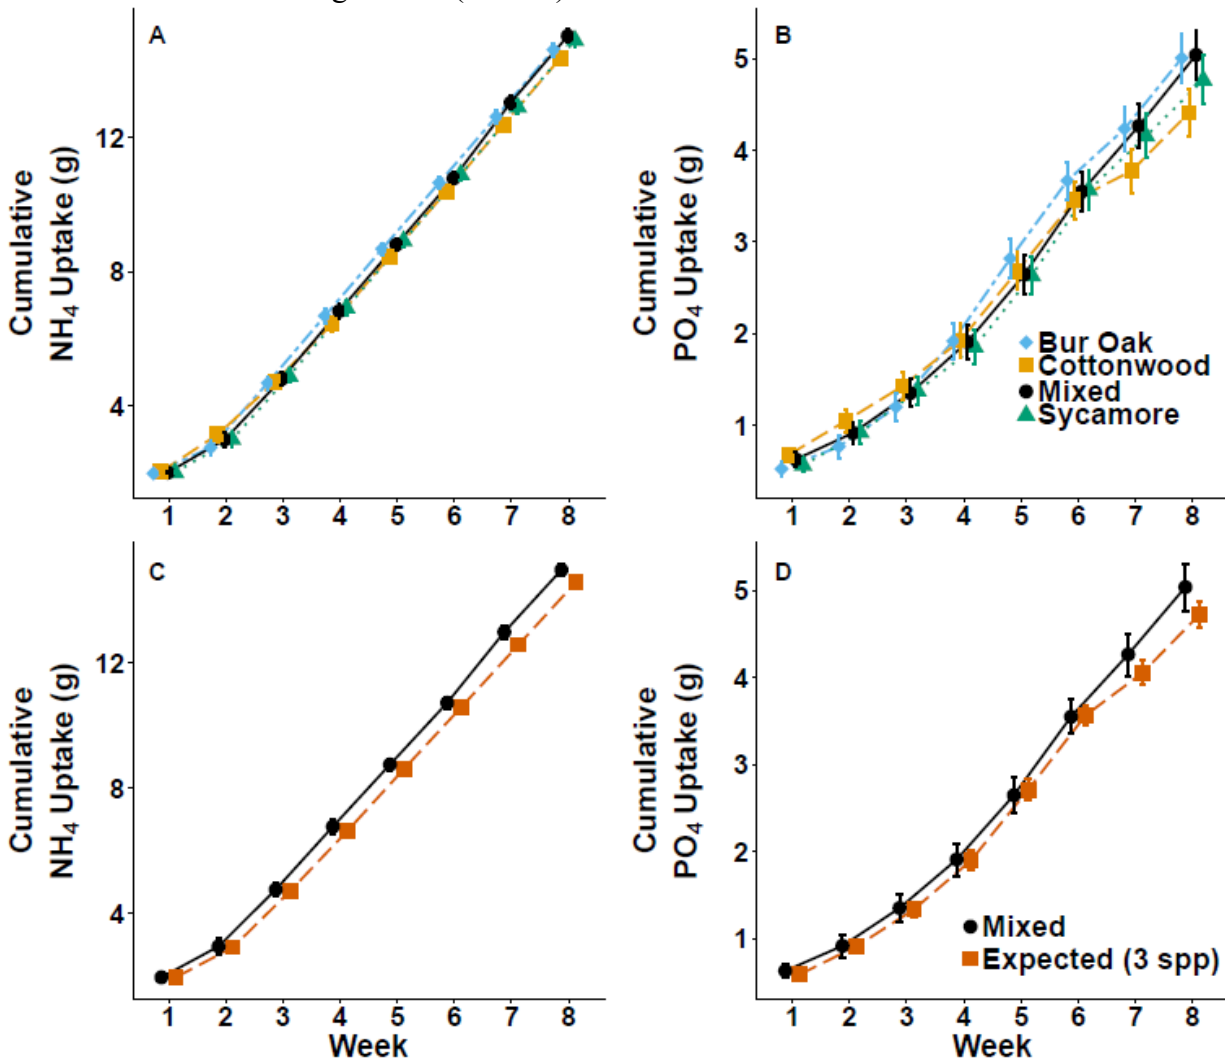 A
Cumulative
NH4 Uptake (g)
12
8
4
1 2 3 4 5 6 7 8
B
Cumulative
PO4 Uptake (g)
5
4
3
2
1
Bur Oak
Cottonwood
Mixed
Sycamore
1 2 3 4 5 6 7 8
C
Cumulative
NH4 Uptake (g)
12
8
4
1 2 3 4 5 6 7 8
Week
D
Cumulative
PO4 Uptake (g)
5
4
3
2
1
Mixed
Expected (3 spp)
1 2 3 4 5 6 7 8
Week